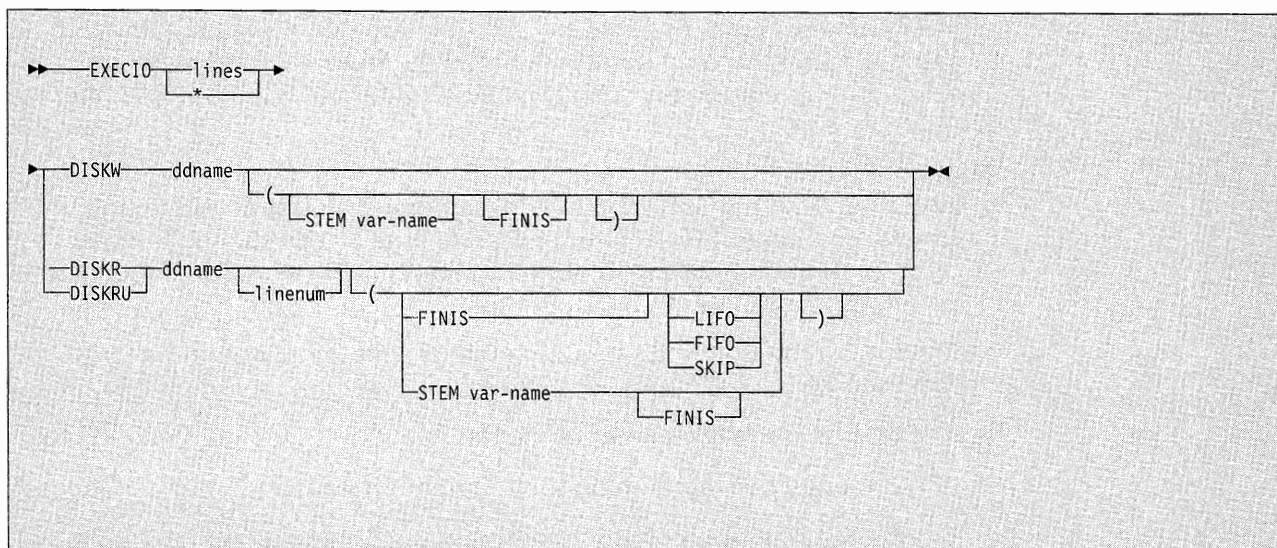 EXECIO lines
*
DISKW ddname
(
STEM var-name FINIS )
DISKR ddname
DISKRU linenum (
FINIS LIFO )
FIFO
SKIP
STEM var-name
FINIS